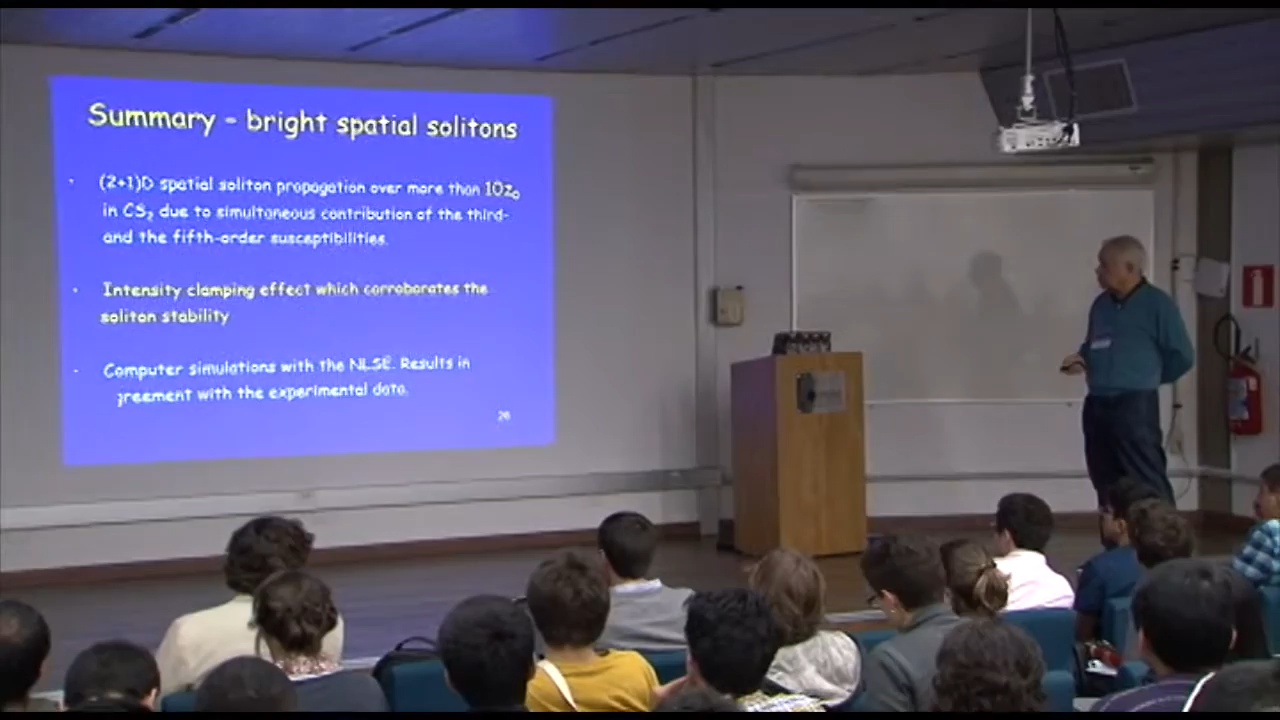 Summary - bright spatial solitons
· (2+1)D spatial soliton propagation over more than 10z₀
in CS₂ due to simultaneous contribution of the third-
and the fifth-order susceptibilities.
· Intensity clamping effect which corroborates the
soliton stability
· Computer simulations with the NLSE. Results in
greement with the experimental data.
26